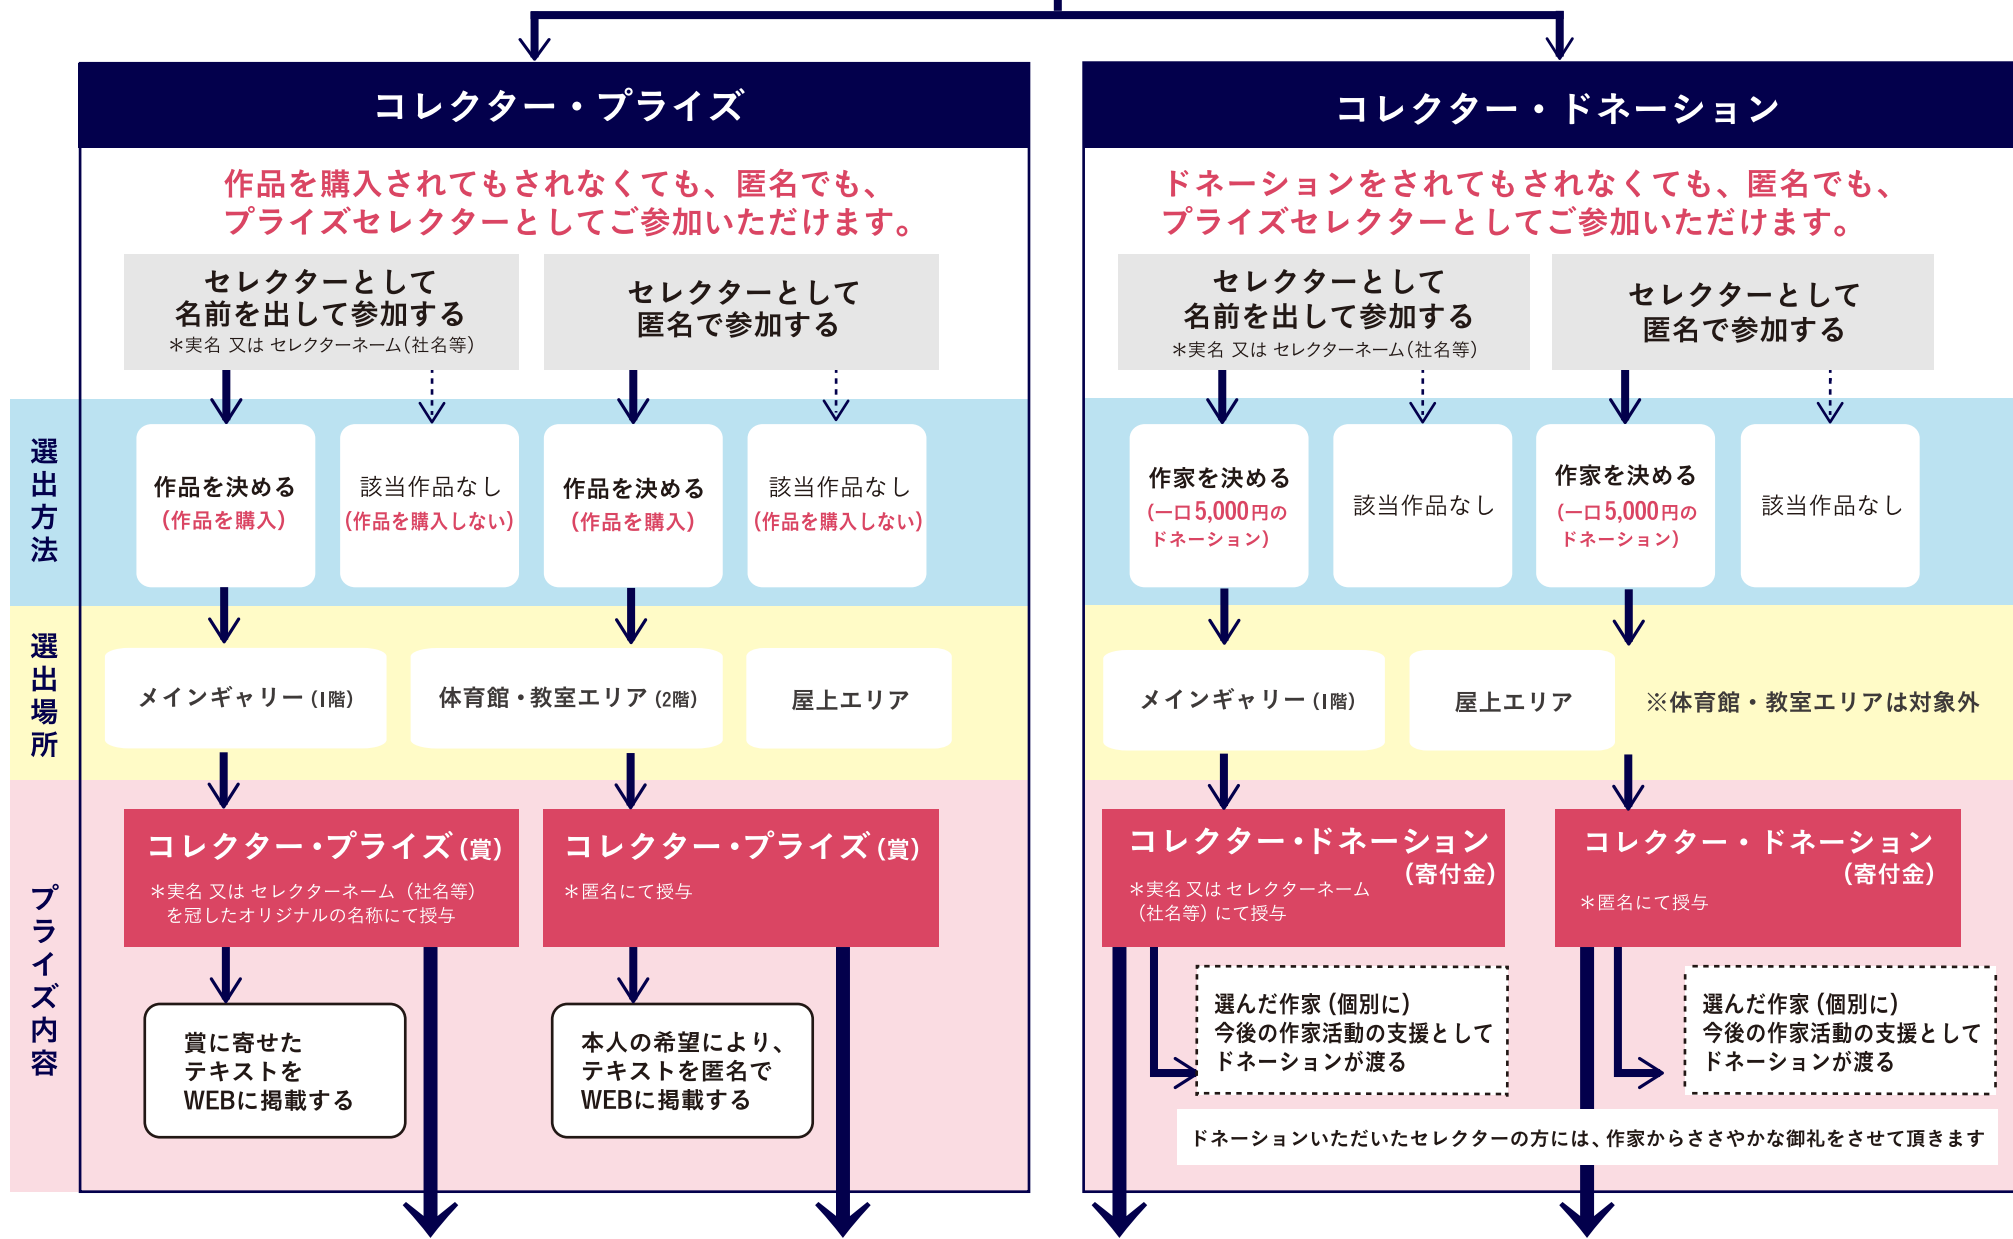 コレクター・プライズ
作品を購入されてもされなくても、匿名でも、
プライズセレクターとしてご参加いただけます。
セレクターとして
名前を出して参加する
＊実名 又は セレクターネーム（社名等）
セレクターとして
匿名で参加する
選出方法
作品を決める
（作品を購入）
該当作品なし
（作品を購入しない）
作品を決める
（作品を購入）
該当作品なし
（作品を購入しない）
選出場所
メインギャリー（1階）
体育館・教室エリア（2階）
屋上エリア
プライズ内容
コレクター・プライズ（賞）
＊実名 又は セレクターネーム（社名等）
を冠したオリジナルの名称にて授与
コレクター・プライズ（賞）
＊匿名にて授与
賞に寄せた
テキストを
WEBに掲載する
本人の希望により、
テキストを匿名で
WEBに掲載する
コレクター・ドネーション
ドネーションをされてもされなくても、匿名でも、
プライズセレクターとしてご参加いただけます。
セレクターとして
名前を出して参加する
＊実名 又は セレクターネーム（社名等）
セレクターとして
匿名で参加する
作家を決める
（一口5,000円の
ドネーション）
該当作品なし
作家を決める
（一口5,000円の
ドネーション）
該当作品なし
メインギャリー（1階）
屋上エリア
※体育館・教室エリアは対象外
コレクター・ドネーション
（寄付金）
＊実名 又は セレクターネーム
（社名等）にて授与
コレクター・ドネーション
（寄付金）
＊匿名にて授与
選んだ作家（個別に）
今後の作家活動の支援として
ドネーションが渡る
選んだ作家（個別に）
今後の作家活動の支援として
ドネーションが渡る
ドネーションいただいたセレクターの方には、作家からささやかな御礼をさせて頂きます